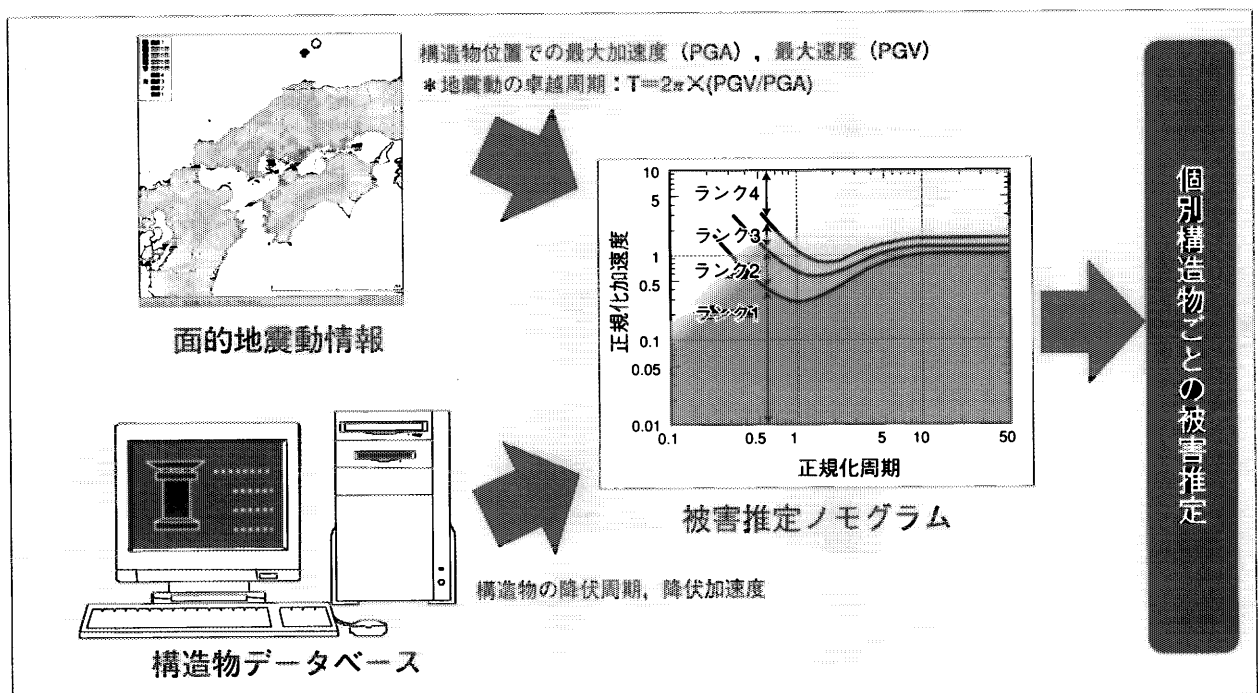 構造物位置での最大加速度（PGA），最大速度（PGV）
＊地震動の卓越周期：T＝2π×(PGV/PGA)
面的地震動情報
10
5
1
0.5
0.1
0.05
0.01
正規化加速度
ランク4
ランク3
ランク2
ランク1
0.1
0.5
1
5
10
50
正規化周期
被害推定ノモグラム
構造物の降伏周期，降伏加速度
構造物データベース
個別構造物ごとの被害推定